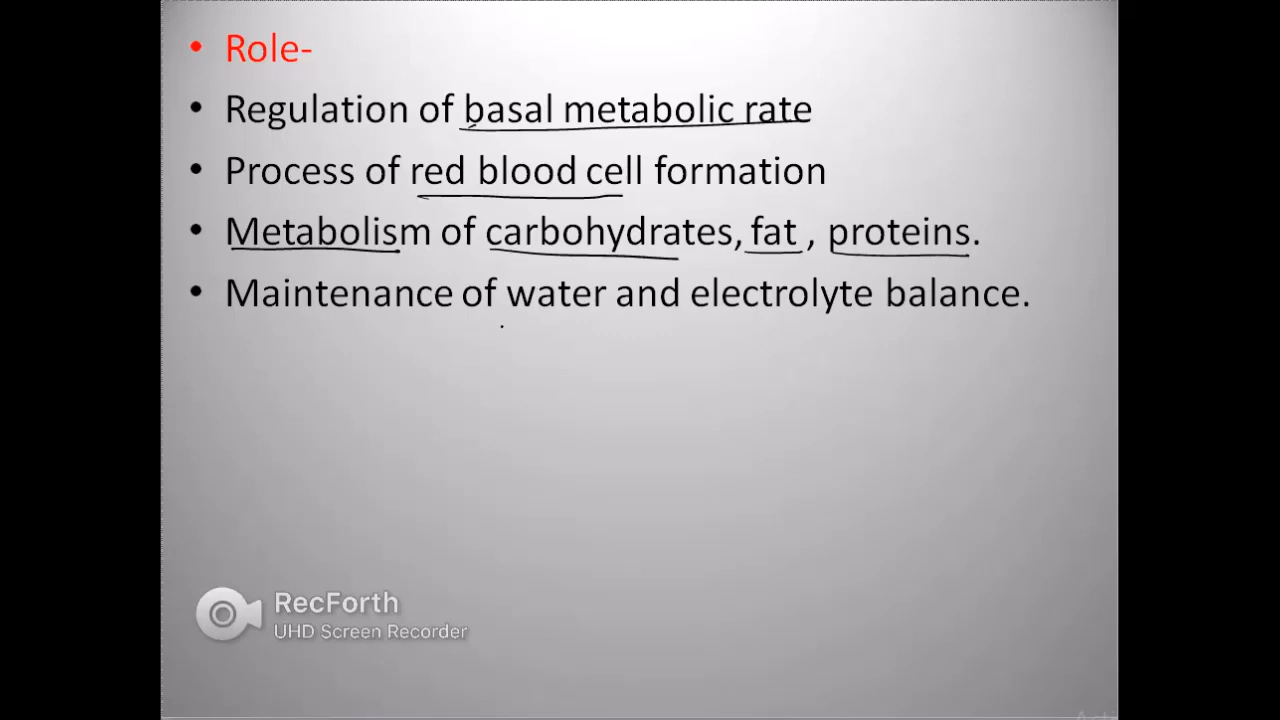 • Role-
• Regulation of basal metabolic rate
• Process of red blood cell formation
• Metabolism of carbohydrates, fat , proteins.
• Maintenance of water and electrolyte balance.
RecForth
UHD Screen Recorder